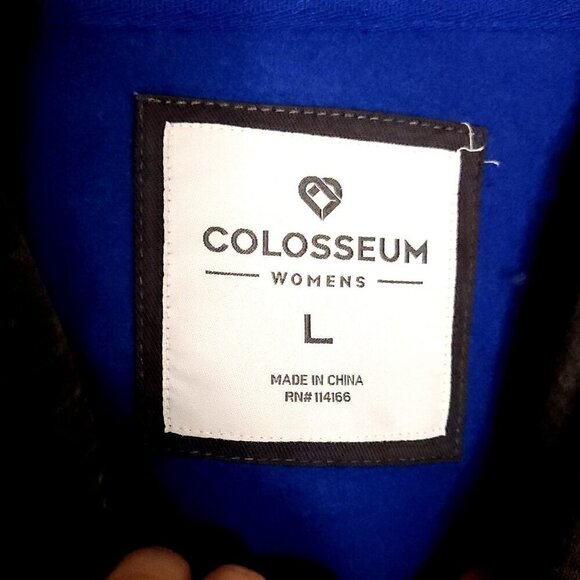 COLOSSEUM
WOMENS
L
MADE IN CHINA
RN#114166